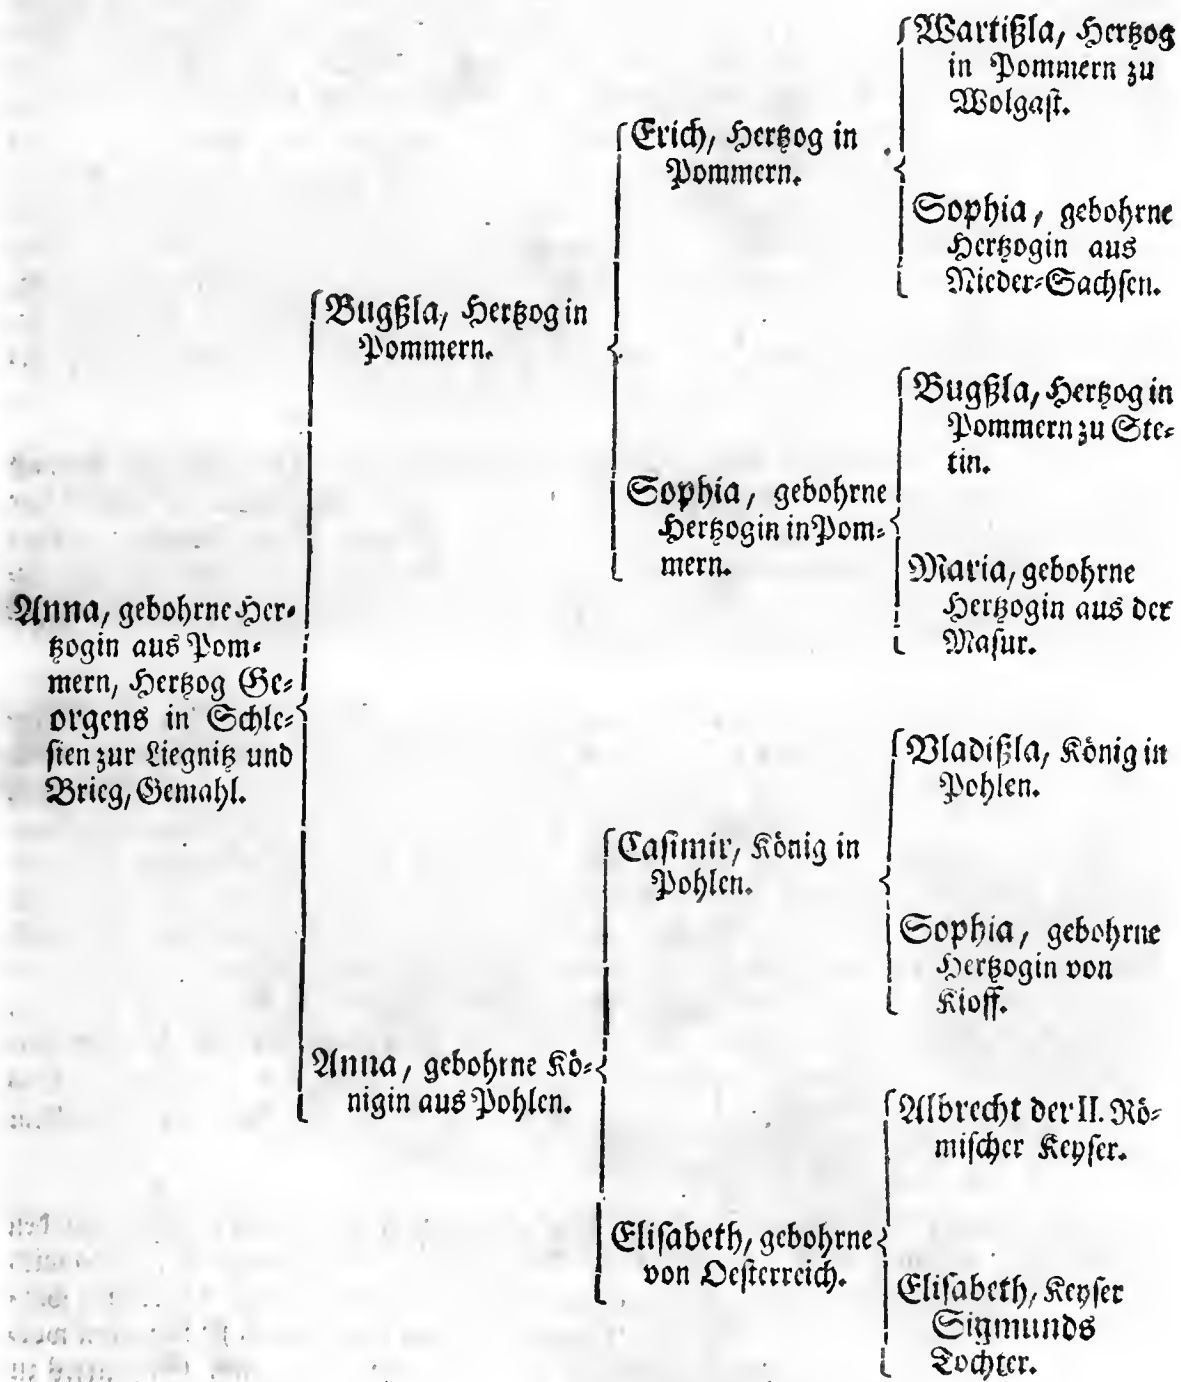 Wartißla, Hertzog
in Pommern zu
Wolgast.
Erich, Hertzog in
Pommern.
Sophia, gebohrne
Hertzogin aus
Nieder-Sachsen.
Bugßla, Hertzog in
Pommern.
Bugßla, Hertzog in
Pommern zu Ste-
tin.
Sophia, gebohrne
Hertzogin in Pom-
mern.
Maria, gebohrne
Hertzogin aus der
Masur.
Anna, gebohrne Her-
tzogin aus Pom-
mern, Hertzog Ge-
orgens in Schle-
sien zur Liegnitz und
Brieg, Gemahl.
Vladißla, König in
Pohlen.
Casimir, König in
Pohlen.
Sophia, gebohrne
Hertzogin von
Kioff.
Anna, gebohrne Kö-
nigin aus Pohlen.
Albrecht der II. Rö-
mischer Keyser.
Elisabeth, gebohrne
von Oesterreich.
Elisabeth, Keyser
Sigmunds
Tochter.